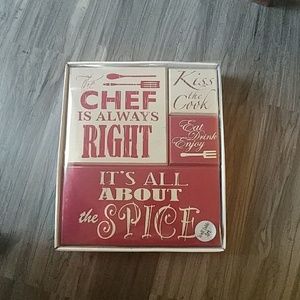 The
CHEF
IS ALWAYS
RIGHT
Kiss
the
Cook
Eat
Drink
Enjoy
IT'S ALL
ABOUT
the SPICE